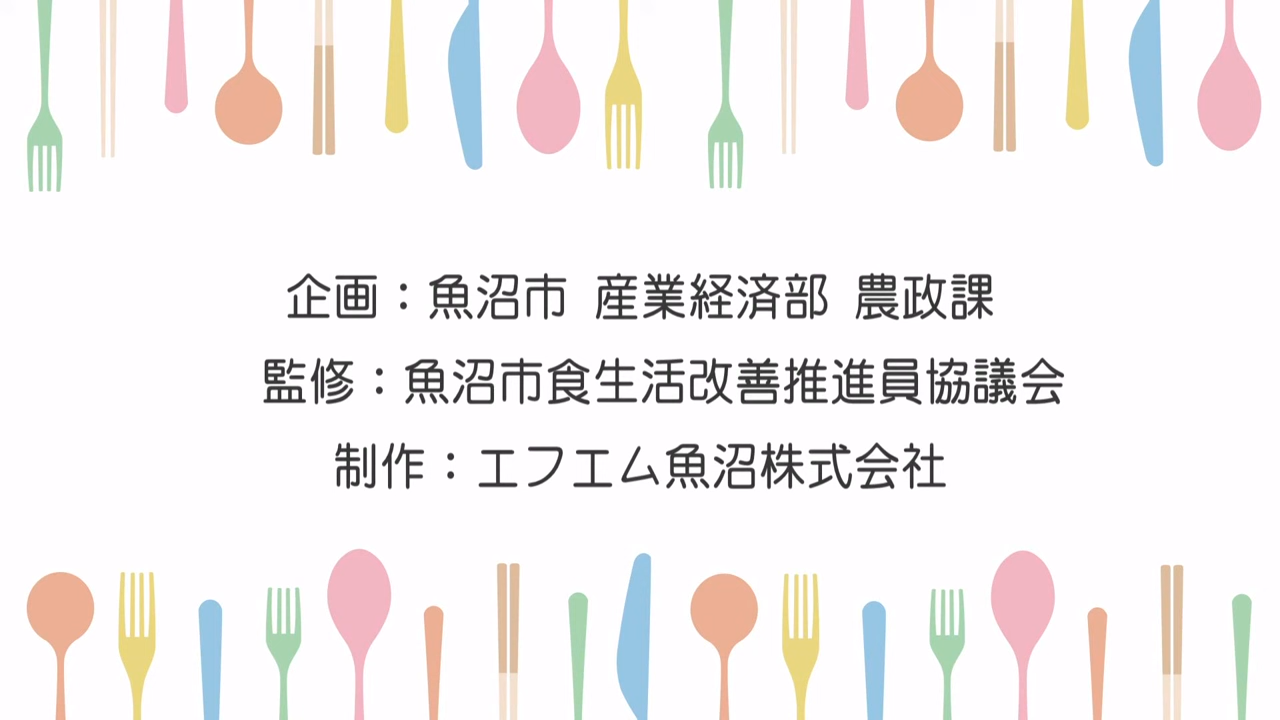 企画：魚沼市 産業経済部 農政課
監修：魚沼市食生活改善推進員協議会
制作：エフエム魚沼株式会社